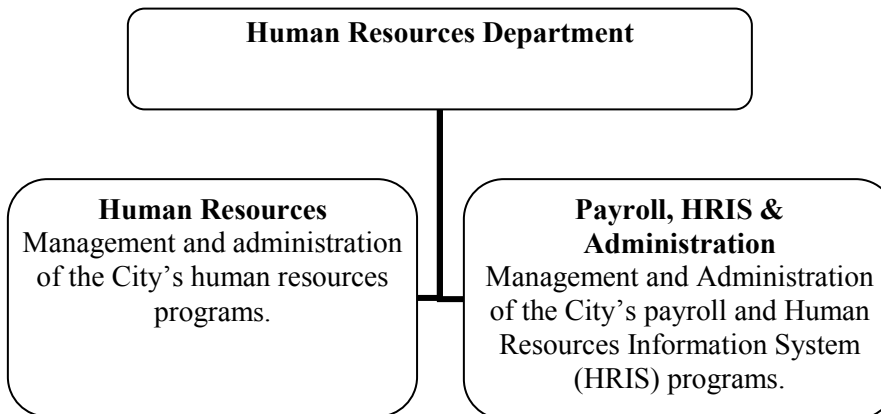 Human Resources Department
Human Resources
Management and administration
of the City’s human resources
programs.
Payroll, HRIS &
Administration
Management and Administration
of the City’s payroll and Human
Resources Information System
(HRIS) programs.